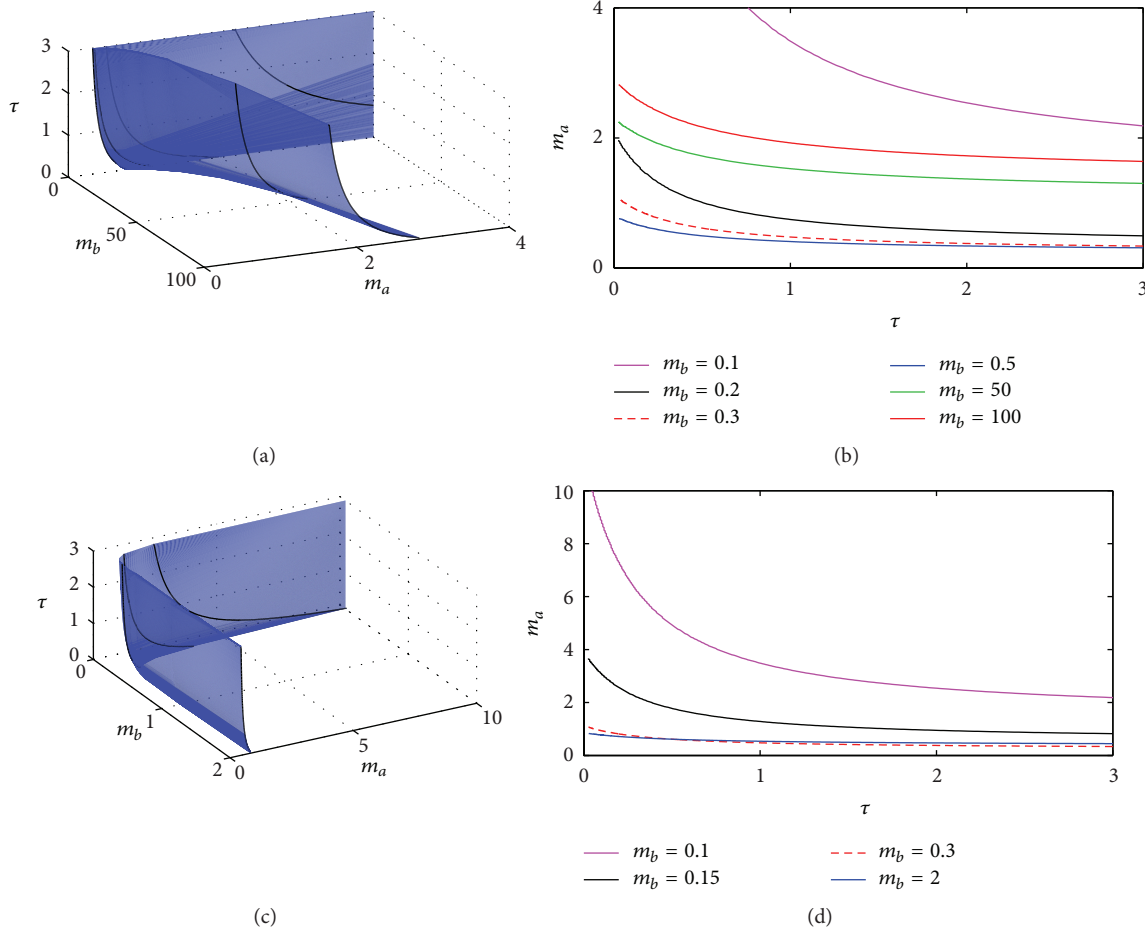 3
2
1
0
τ
0
50
100
m_b
0
2
4
m_a
(a)
4
2
0
m_a
0
1
2
3
τ
m_b = 0.1
m_b = 0.2
m_b = 0.3
m_b = 0.5
m_b = 50
m_b = 100
(b)
3
2
1
0
τ
0
1
2
m_b
0
5
10
m_a
(c)
10
8
6
4
2
0
m_a
0
1
2
3
τ
m_b = 0.1
m_b = 0.15
m_b = 0.3
m_b = 2
(d)